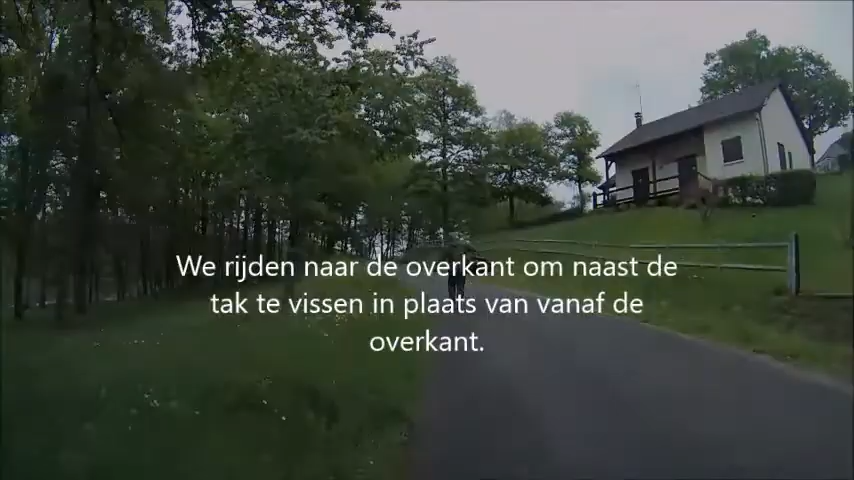 We rijden naar de overkant om naast de
tak te vissen in plaats van vanaf de
overkant.